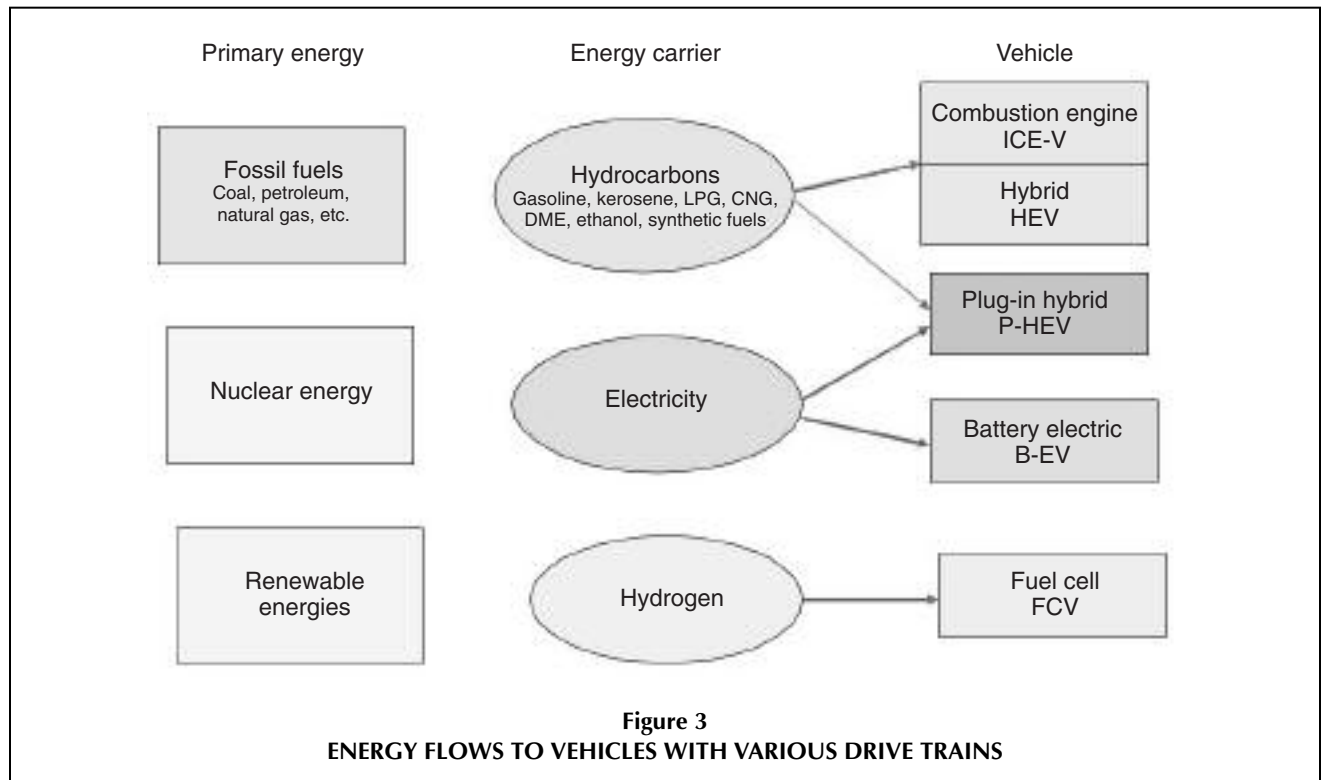 Primary energy
Energy carrier
Vehicle
Fossil fuels
Coal, petroleum,
natural gas, etc.
Hydrocarbons
Gasoline, kerosene, LPG, CNG,
DME, ethanol, synthetic fuels
Combustion engine
ICE-V
Hybrid
HEV
Plug-in hybrid
P-HEV
Nuclear energy
Electricity
Battery electric
B-EV
Renewable
energies
Hydrogen
Fuel cell
FCV
Figure 3
ENERGY FLOWS TO VEHICLES WITH VARIOUS DRIVE TRAINS